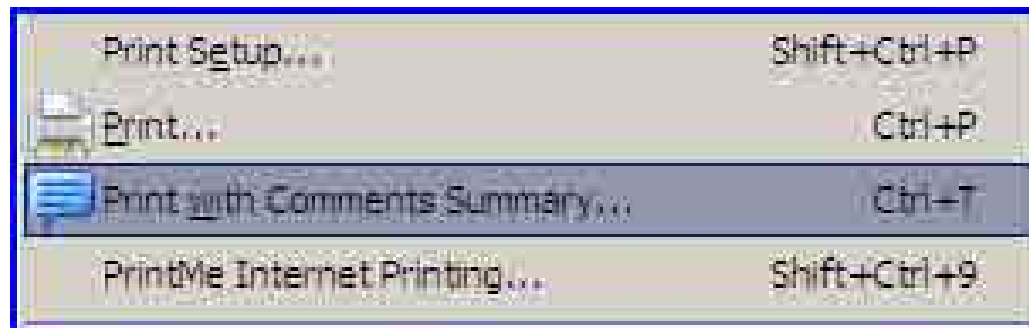 Print Setup... Shift+Ctrl+P
Print... Ctrl+P
Print with Comments Summary... Ctrl+T
PrintMe Internet Printing... Shift+Ctrl+9